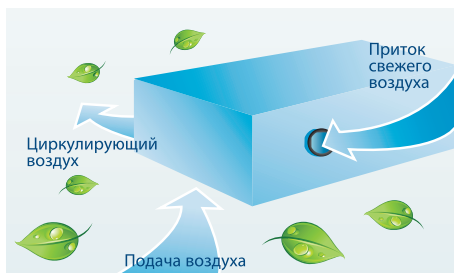 Приток
свежего
воздуха
Циркулирующий
воздух
Подача воздуха